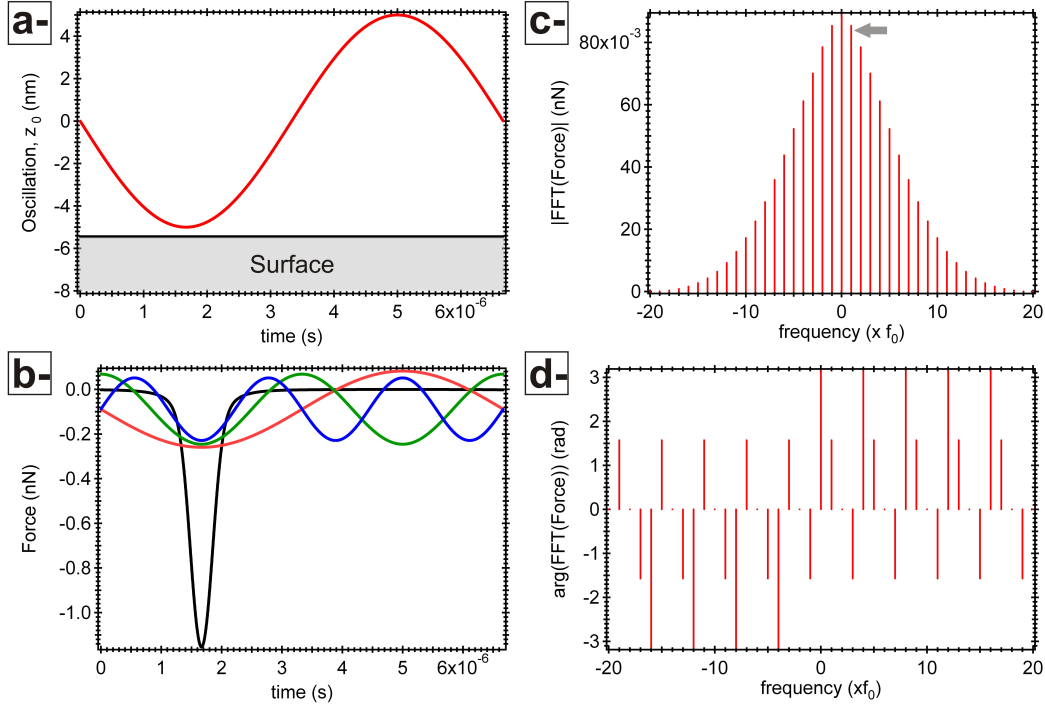 a-
Oscillation, z_0 (nm)
4
2
0
-2
-4
-6
-8
Surface
0 1 2 3 4 5 6x10^-6
time (s)
b-
Force (nN)
0.0
-0.2
-0.4
-0.6
-0.8
-1.0
0 1 2 3 4 5 6x10^-6
time (s)
c-
|FFT(Force)| (nN)
80x10^-3
60
40
20
0
-20 -10 0 10 20
frequency (x f_0)
d-
arg(FFT(Force)) (rad)
3
2
1
0
-1
-2
-3
-20 -10 0 10 20
frequency (xf_0)